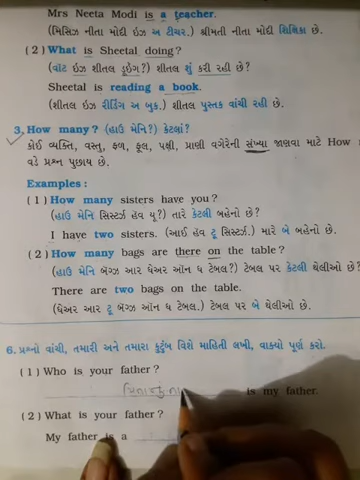 Mrs Neeta Modi is a teacher.
(મિસિઝ નીતા મોદી ઇઝ અ ટીચર.) શ્રીમતી નીતા મોદી શિક્ષિકા છે.
(2) What is Sheetal doing?
(વૉટ ઇઝ શીતલ ડુઇંગ?) શીતલ શું કરી રહી છે?
Sheetal is reading a book.
(શીતલ ઇઝ રીડિંગ અ બુક.) શીતલ પુસ્તક વાંચી રહી છે.
3. How many? (હાઉ મેનિ?) કેટલાં?
કોઈ વ્યક્તિ, વસ્તુ, ફળ, ફૂલ, પક્ષી, પ્રાણી વગેરેની સંખ્યા જાણવા માટે How
વડે પ્રશ્ન પુછાય છે.
Examples :
(1) How many sisters have you?
(હાઉ મેનિ સિસ્ટર્ઝ હૅવ યૂ?) તારે કેટલી બહેનો છે?
I have two sisters. (આઈ હૅવ ટૂ સિસ્ટર્ઝ.) મારે બે બહેનો છે.
(2) How many bags are there on the table?
(હાઉ મેનિ બૅગ્ઝ આર ધેઅર ઑન ધ ટેબલ?) ટેબલ પર કેટલી થેલીઓ છે?
There are two bags on the table.
(ધેઅર આર ટૂ બૅગ્ઝ ઑન ધ ટેબલ.) ટેબલ પર બે થેલીઓ છે.
6. પ્રશ્નો વાંચી, તમારી અને તમારા કુટુંબ વિશે માહિતી લખી, વાક્યો પૂર્ણ કરો.
(1) Who is your father?
પિતાનું ના is my father.
(2) What is your father?
My father is a